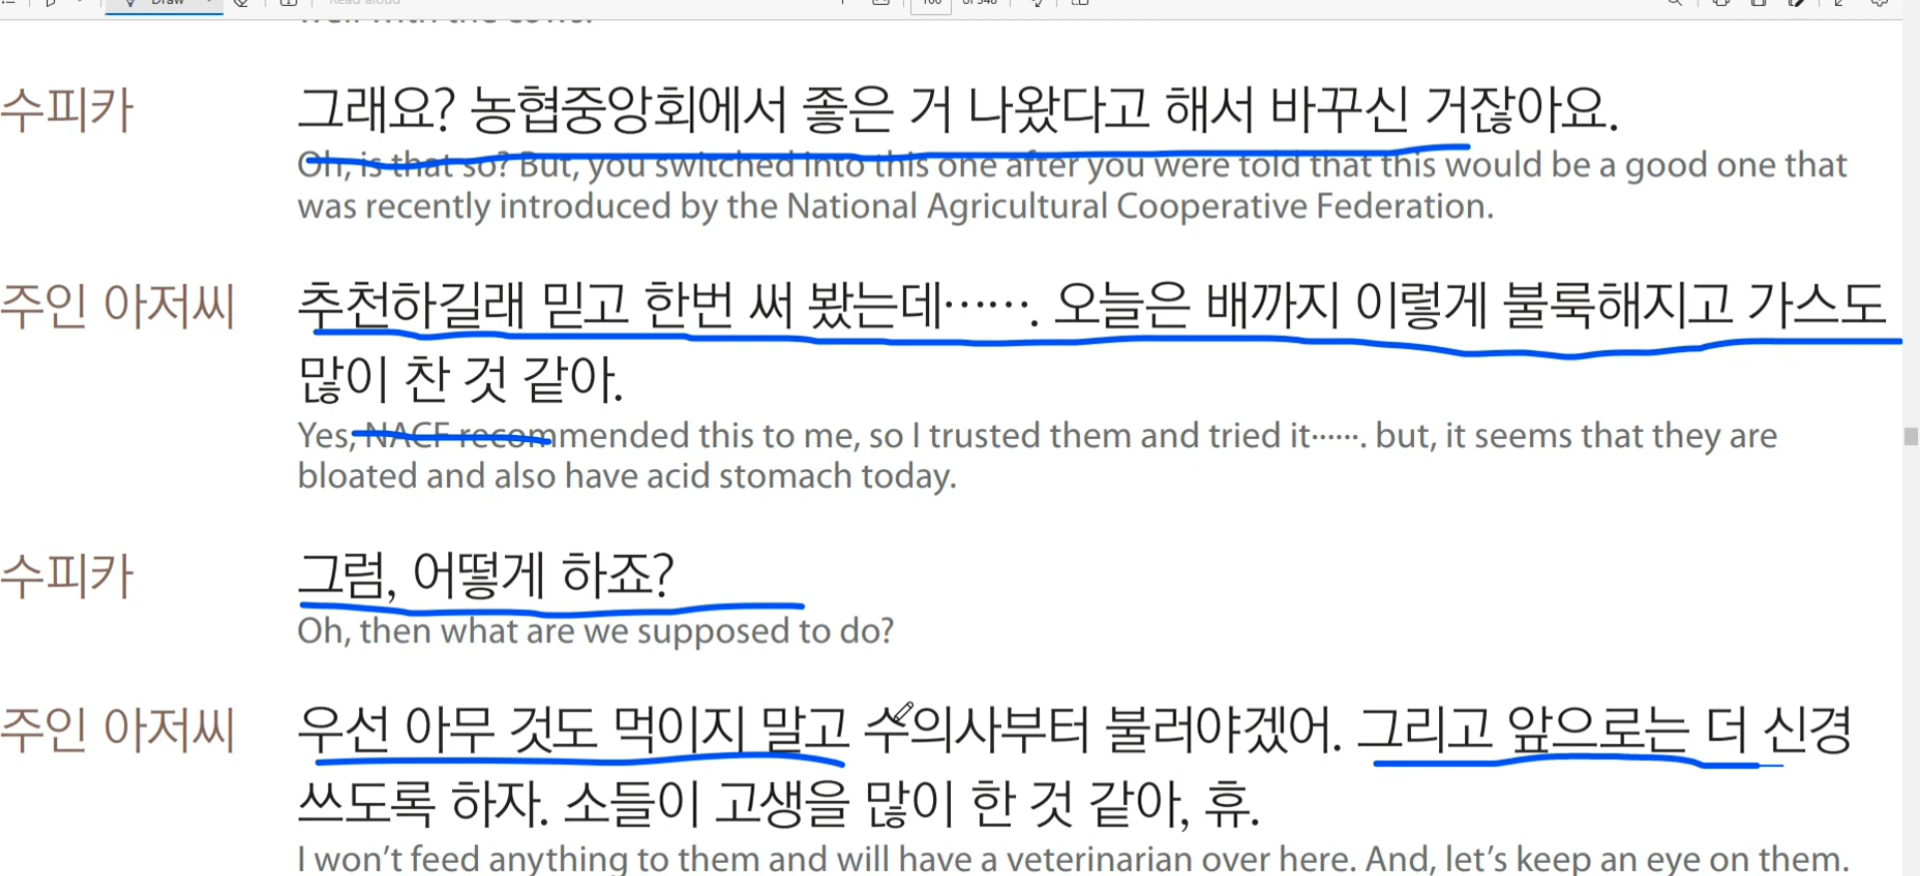 Draw
Read aloud
of 348
well with the cows.
수피카
그래요? 농협중앙회에서 좋은 거 나왔다고 해서 바꾸신 거잖아요.
Oh, is that so? But, you switched into this one after you were told that this would be a good one that
was recently introduced by the National Agricultural Cooperative Federation.
주인 아저씨
추천하길래 믿고 한번 써 봤는데……. 오늘은 배까지 이렇게 불룩해지고 가스도
많이 찬 것 같아.
Yes, NACF recommended this to me, so I trusted them and tried it……. but, it seems that they are
bloated and also have acid stomach today.
수피카
그럼, 어떻게 하죠?
Oh, then what are we supposed to do?
주인 아저씨
우선 아무 것도 먹이지 말고 수의사부터 불러야겠어. 그리고 앞으로는 더 신경
쓰도록 하자. 소들이 고생을 많이 한 것 같아, 휴.
I won't feed anything to them and will have a veterinarian over here. And, let's keep an eye on them.